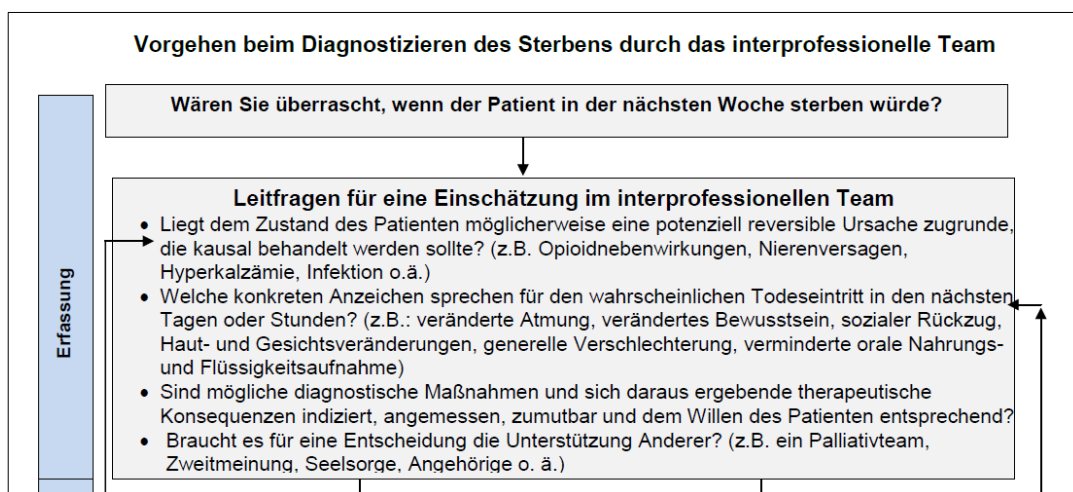 Vorgehen beim Diagnostizieren des Sterbens durch das interprofessionelle Team
Wären Sie überrascht, wenn der Patient in der nächsten Woche sterben würde?
Erfassung
Leitfragen für eine Einschätzung im interprofessionellen Team
• Liegt dem Zustand des Patienten möglicherweise eine potenziell reversible Ursache zugrunde,
die kausal behandelt werden sollte? (z.B. Opioidnebenwirkungen, Nierenversagen,
Hyperkalzämie, Infektion o.ä.)
• Welche konkreten Anzeichen sprechen für den wahrscheinlichen Todeseintritt in den nächsten
Tagen oder Stunden? (z.B.: veränderte Atmung, verändertes Bewusstsein, sozialer Rückzug,
Haut- und Gesichtsveränderungen, generelle Verschlechterung, verminderte orale Nahrungs-
und Flüssigkeitsaufnahme)
• Sind mögliche diagnostische Maßnahmen und sich daraus ergebende therapeutische
Konsequenzen indiziert, angemessen, zumutbar und dem Willen des Patienten entsprechend?
• Braucht es für eine Entscheidung die Unterstützung Anderer? (z.B. ein Palliativteam,
Zweitmeinung, Seelsorge, Angehörige o. ä.)